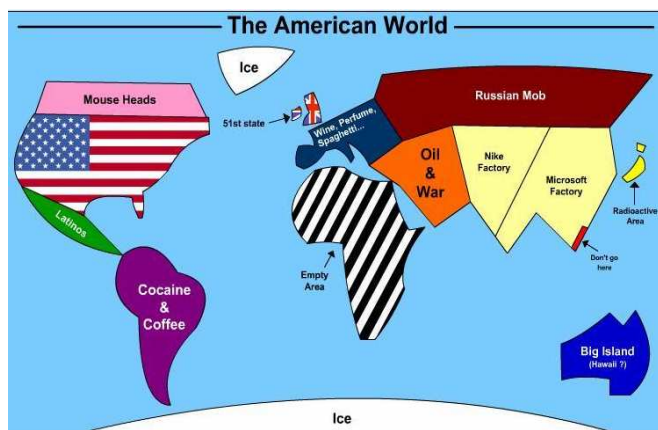 The American World
Ice
Mouse Heads
51st state
Wine, Perfume,
Spaghetti...
Russian Mob
Oil
&
War
Nike
Factory
Microsoft
Factory
Radioactive
Area
Don't go
here
Latinos
Empty
Area
Cocaine
&
Coffee
Big Island
(Hawaii ?)
Ice